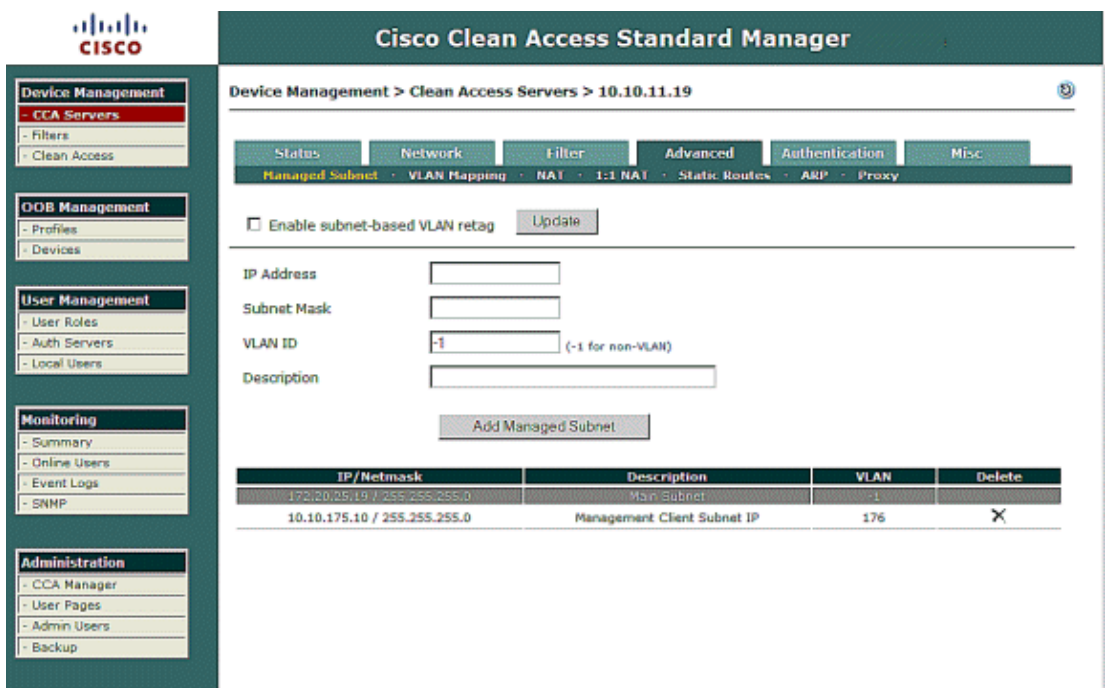 CISCO
Cisco Clean Access Standard Manager
Device Management
- CCA Servers
- Filters
- Clean Access
OOB Management
- Profiles
- Devices
User Management
- User Roles
- Auth Servers
- Local Users
Monitoring
- Summary
- Online Users
- Event Logs
- SNMP
Administration
- CCA Manager
- User Pages
- Admin Users
- Backup
Device Management > Clean Access Servers > 10.10.11.19
Status Network Filter Advanced Authentication Misc
Managed Subnet · VLAN Mapping · NAT · 1:1 NAT · Static Routes · ARP · Proxy
Enable subnet-based VLAN retag Update
IP Address
Subnet Mask
VLAN ID -1 (-1 for non-VLAN)
Description
Add Managed Subnet
IP/Netmask Description VLAN Delete
172.20.25.19 / 255.255.255.0 Main Subnet -1
10.10.175.10 / 255.255.255.0 Management Client Subnet IP 176